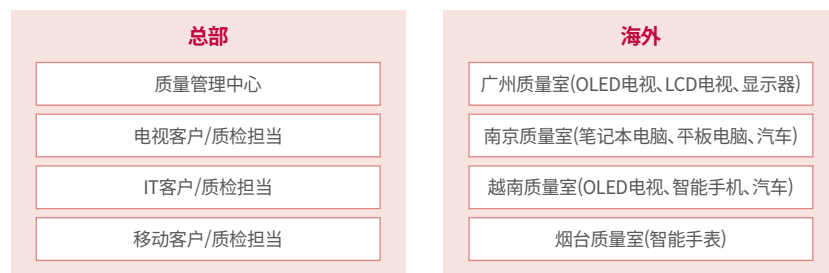 总部
质量管理中心
电视客户/质检担当
IT客户/质检担当
移动客户/质检担当
海外
广州质量室(OLED电视、LCD电视、显示器)
南京质量室(笔记本电脑、平板电脑、汽车)
越南质量室(OLED电视、智能手机、汽车)
烟台质量室(智能手表)